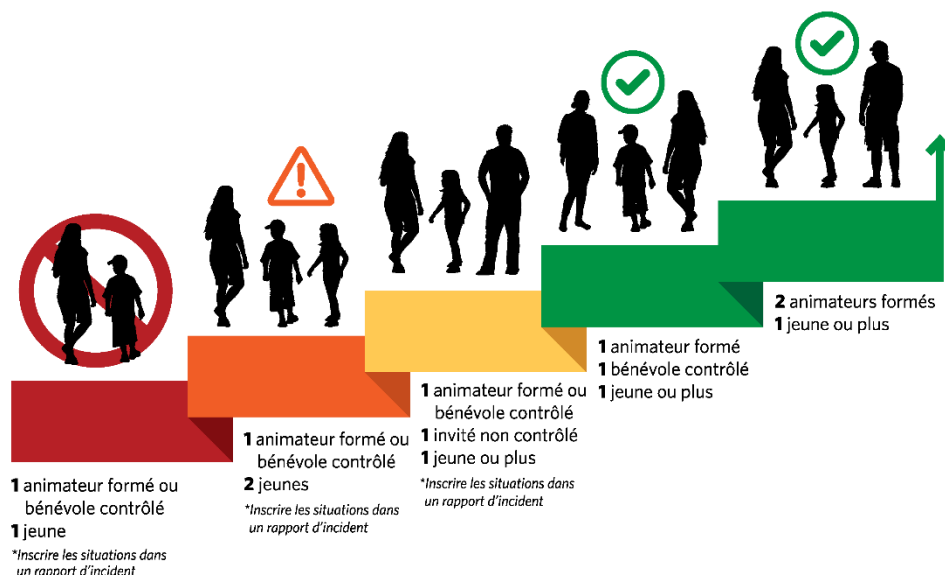 1 animateur formé ou
bénévole contrôlé
1 jeune
*Inscrire les situations dans
un rapport d'incident
1 animateur formé ou
bénévole contrôlé
2 jeunes
*Inscrire les situations dans
un rapport d'incident
1 animateur formé ou
bénévole contrôlé
1 invité non contrôlé
1 jeune ou plus
*Inscrire les situations dans
un rapport d'incident
1 animateur formé
1 bénévole contrôlé
1 jeune ou plus
2 animateurs formés
1 jeune ou plus